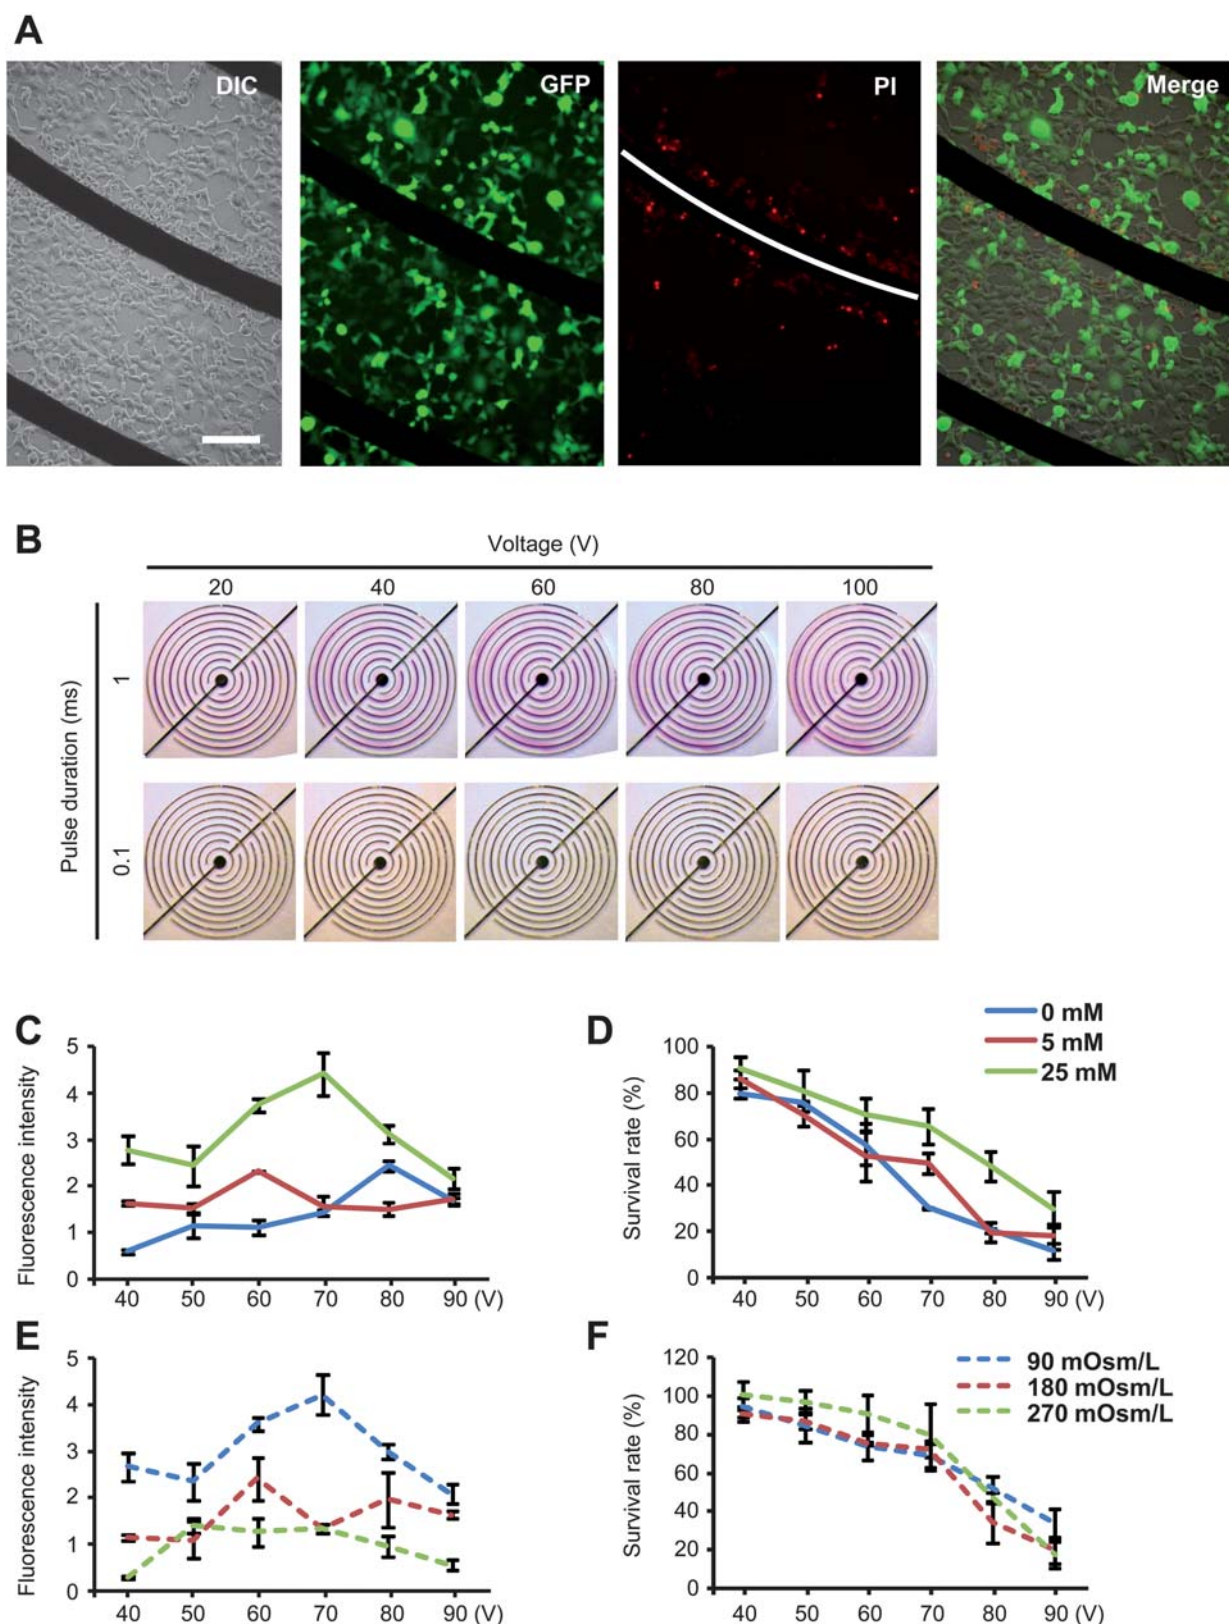 A
DIC
GFP
PI
Merge
B
Voltage (V)
20 40 60 80 100
Pulse duration (ms)
1
0.1
C
Fluorescence intensity
5
4
3
2
1
0
40 50 60 70 80 90 (V)
D
0 mM
5 mM
25 mM
Survival rate (%)
100
80
60
40
20
0
40 50 60 70 80 90 (V)
E
Fluorescence intensity
5
4
3
2
1
0
40 50 60 70 80 90 (V)
F
90 mOsm/L
180 mOsm/L
270 mOsm/L
Survival rate (%)
120
100
80
60
40
20
0
40 50 60 70 80 90 (V)